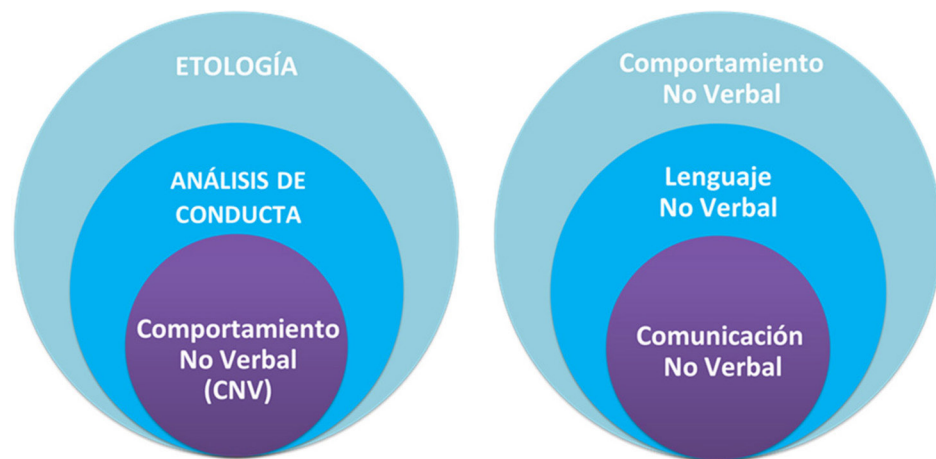 ETOLOGÍA
ANÁLISIS DE
CONDUCTA
Comportamiento
No Verbal
(CNV)
Comportamiento
No Verbal
Lenguaje
No Verbal
Comunicación
No Verbal